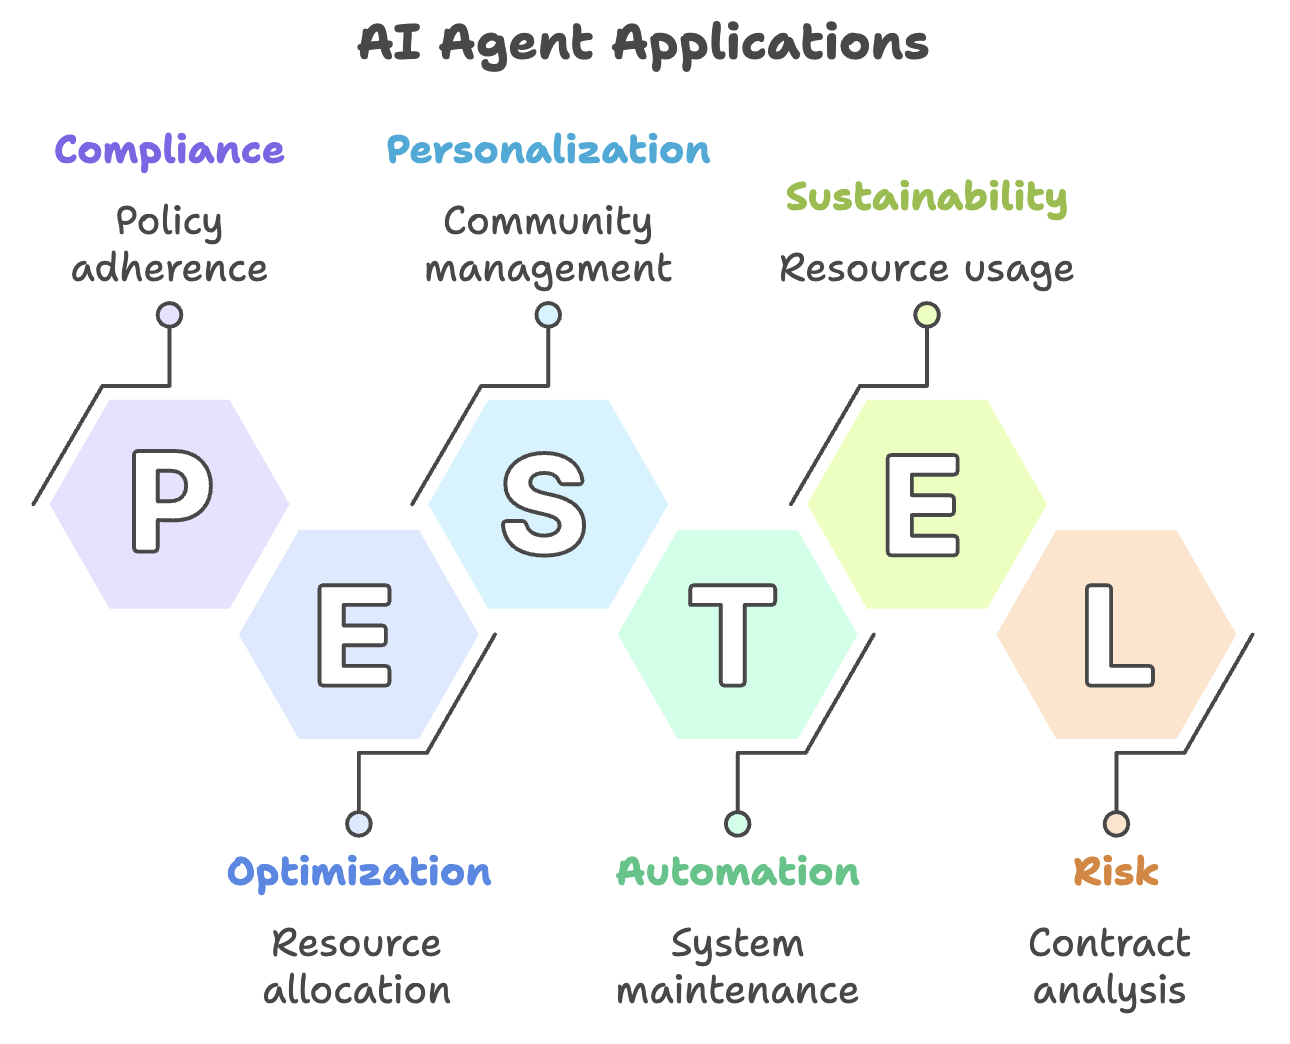 AI Agent Applications
Compliance
Policy
adherence
Personalization
Community
management
Sustainability
Resource usage
P
E
S
T
E
L
Optimization
Resource
allocation
Automation
System
maintenance
Risk
Contract
analysis